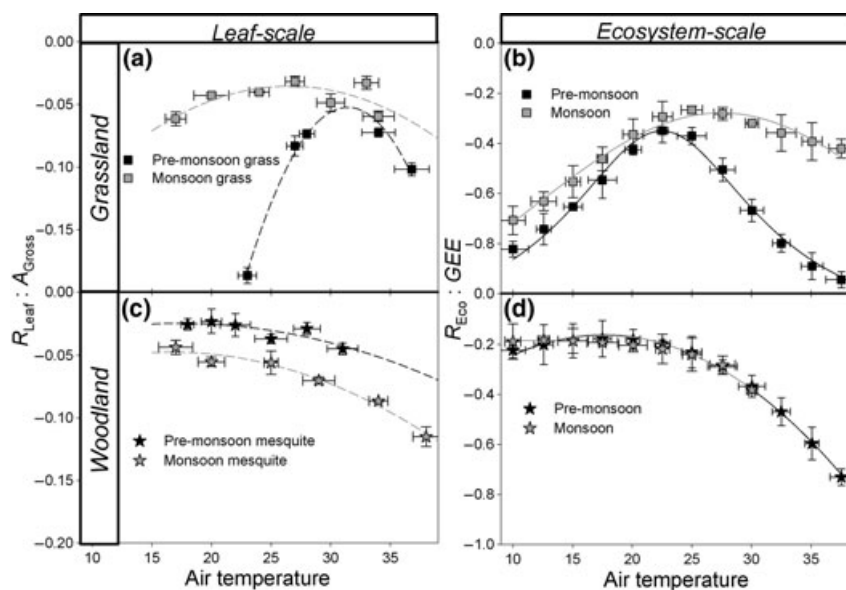 Leaf-scale
Ecosystem-scale
Grassland
Woodland
R_Leaf : A_Gross
R_Eco : GEE
(a)
0.00
−0.05
−0.10
−0.15
0.00
Pre-monsoon grass
Monsoon grass
(b)
0.0
−0.2
−0.4
−0.6
−0.8
0.0
Pre-monsoon
Monsoon
(c)
−0.05
−0.10
−0.15
−0.20
Pre-monsoon mesquite
Monsoon mesquite
10 15 20 25 30 35
Air temperature
(d)
−0.2
−0.4
−0.6
−0.8
−1.0
Pre-monsoon
Monsoon
10 15 20 25 30 35
Air temperature